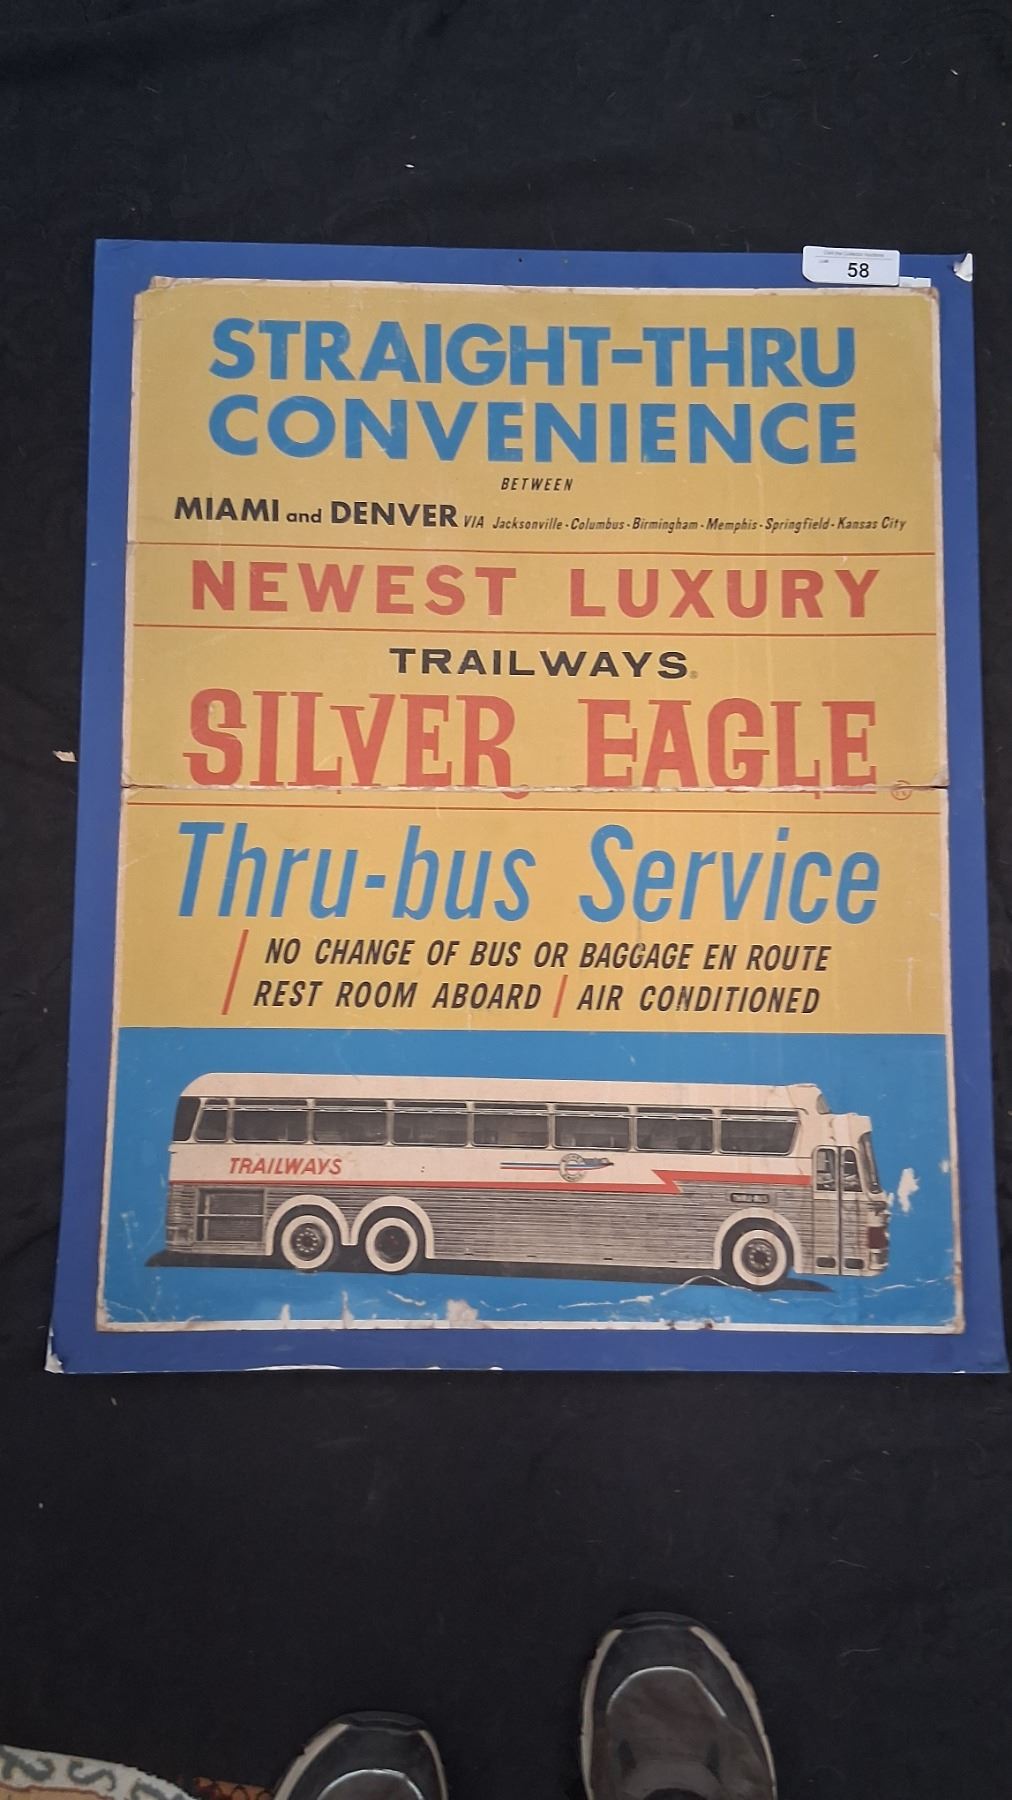 58
STRAIGHT-THRU
CONVENIENCE
BETWEEN
MIAMI and DENVER VIA Jacksonville - Columbus - Birmingham - Memphis - Springfield - Kansas City
NEWEST LUXURY
TRAILWAYS®
SILVER EAGLE
Thru-bus Service
NO CHANGE OF BUS OR BAGGAGE EN ROUTE
REST ROOM ABOARD / AIR CONDITIONED
TRAILWAYS
THRU-BUS